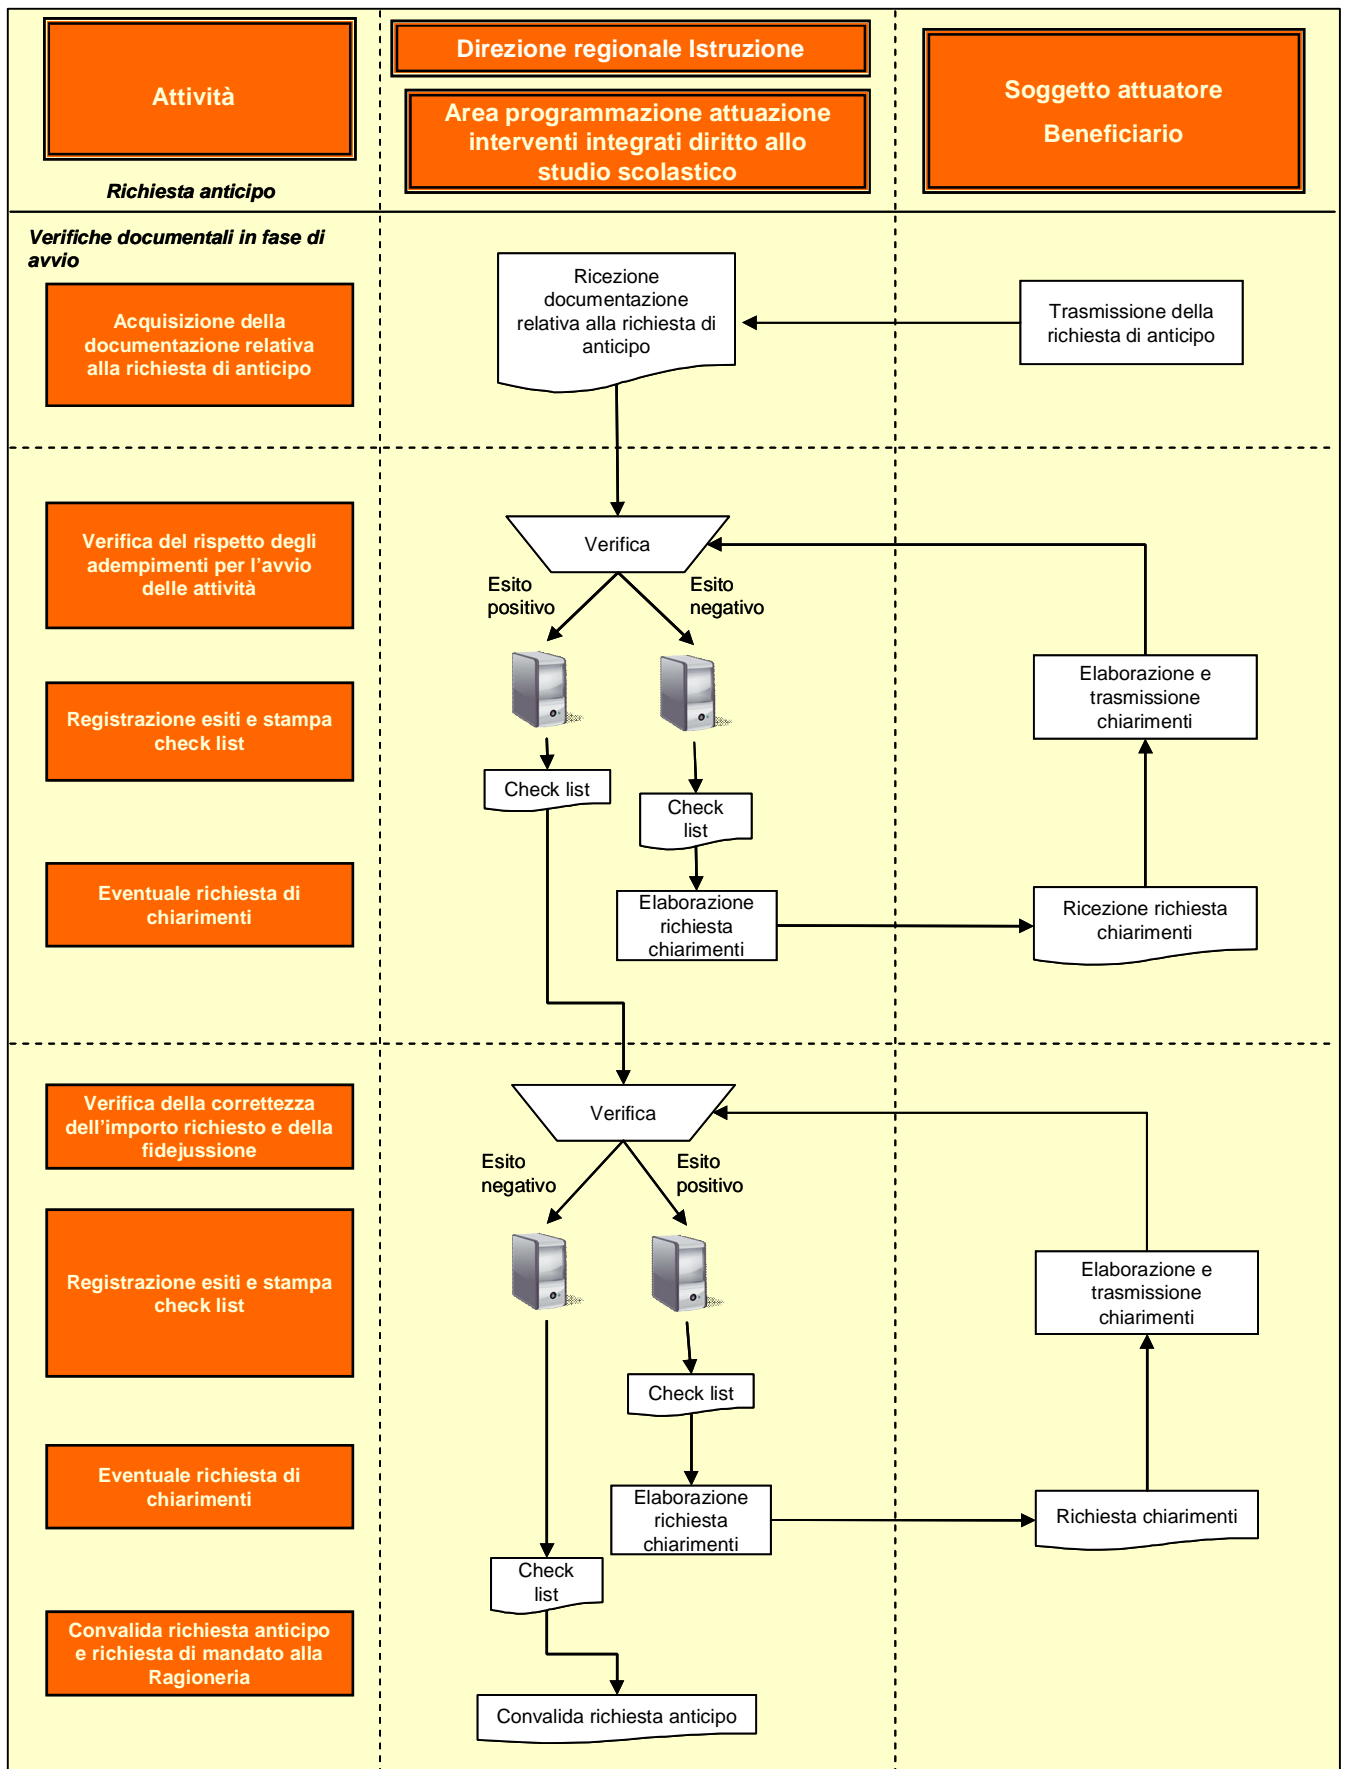 Attività
Direzione regionale Istruzione
Area programmazione attuazione
interventi integrati diritto allo
studio scolastico
Soggetto attuatore
Beneficiario
Richiesta anticipo
Verifiche documentali in fase di
avvio
Acquisizione della
documentazione relativa
alla richiesta di anticipo
Ricezione
documentazione
relativa alla richiesta di
anticipo
Trasmissione della
richiesta di anticipo
Verifica del rispetto degli
adempimenti per l'avvio
delle attività
Verifica
Esito
positivo
Esito
negativo
Registrazione esiti e stampa
check list
Elaborazione e
trasmissione
chiarimenti
Check list
Check
list
Eventuale richiesta di
chiarimenti
Elaborazione
richiesta
chiarimenti
Ricezione richiesta
chiarimenti
Verifica della correttezza
dell'importo richiesto e della
fidejussione
Verifica
Esito
negativo
Esito
positivo
Registrazione esiti e stampa
check list
Elaborazione e
trasmissione
chiarimenti
Check list
Eventuale richiesta di
chiarimenti
Elaborazione
richiesta
chiarimenti
Richiesta chiarimenti
Check
list
Convalida richiesta anticipo
e richiesta di mandato alla
Ragioneria
Convalida richiesta anticipo